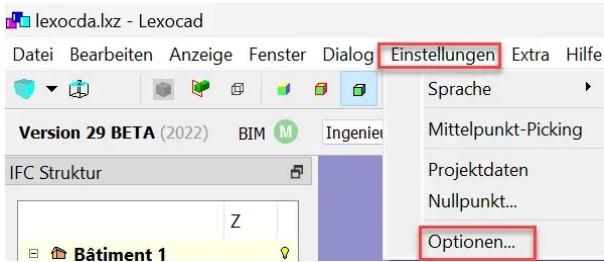 lexocda.lxz - Lexocad
Datei Bearbeiten Anzeige Fenster Dialog Einstellungen Extra Hilfe
Sprache
Version 29 BETA (2022) BIM M Ingenieu
Mittelpunkt-Picking
IFC Struktur
Projektdaten
Nullpunkt...
Z
Optionen...
Bâtiment 1